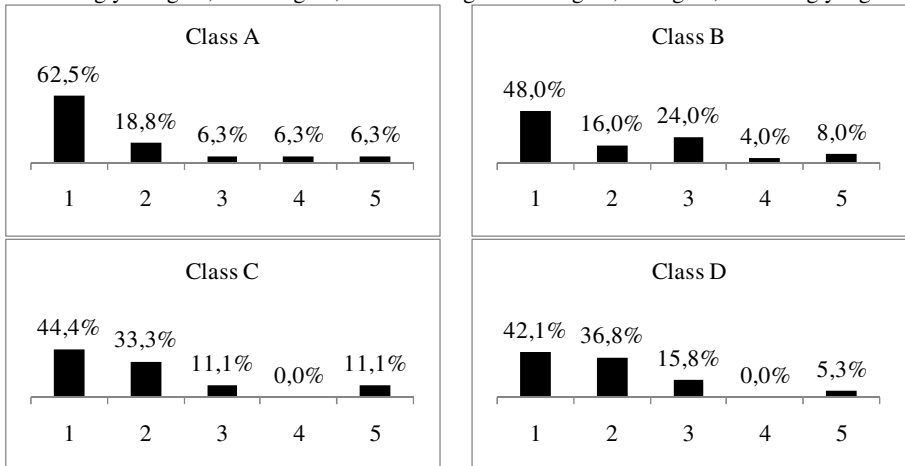 Class A
62,5%
18,8%
6,3%
6,3%
6,3%
1 2 3 4 5
Class B
48,0%
16,0%
24,0%
4,0%
8,0%
1 2 3 4 5
Class C
44,4%
33,3%
11,1%
0,0%
11,1%
1 2 3 4 5
Class D
42,1%
36,8%
15,8%
0,0%
5,3%
1 2 3 4 5